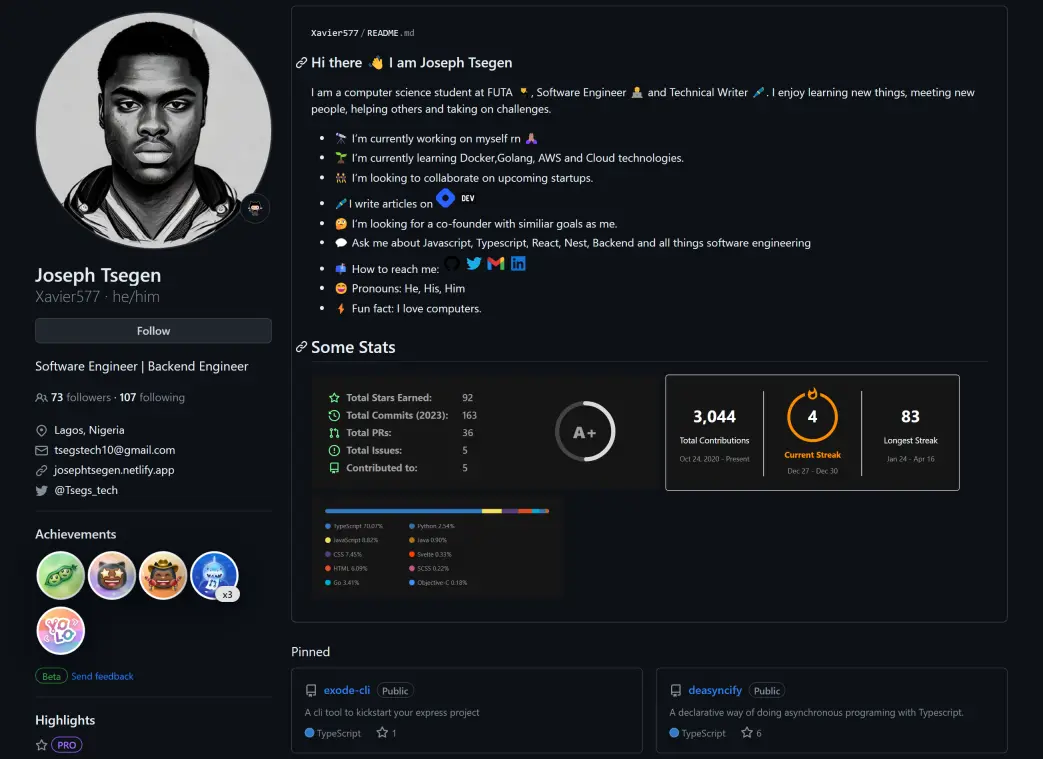 Joseph Tsegen
Xavier577 · he/him
Follow
Software Engineer | Backend Engineer
73 followers · 107 following
Lagos, Nigeria
tsegstech10@gmail.com
josephtsegen.netlify.app
@Tsegs_tech
Achievements
x3
YOLO
Beta Send feedback
Highlights
PRO
Xavier577/README.md
Hi there 👋 I am Joseph Tsegen
I am a computer science student at FUTA , Software Engineer and Technical Writer . I enjoy learning new things, meeting new
people, helping others and taking on challenges.
I'm currently working on myself rn
I'm currently learning Docker,Golang, AWS and Cloud technologies.
I'm looking to collaborate on upcoming startups.
I write articles on DEV
I'm looking for a co-founder with similiar goals as me.
Ask me about Javascript, Typescript, React, Nest, Backend and all things software engineering
How to reach me:
Pronouns: He, His, Him
Fun fact: I love computers.
Some Stats
Total Stars Earned: 92
Total Commits (2023): 163
Total PRs: 36
Total Issues: 5
Contributed to: 5
A+
3,044
Total Contributions
Oct 24, 2020 - Present
4
Current Streak
Dec 27 - Dec 30
83
Longest Streak
Jan 24 - Apr 16
TypeScript 70.07%
JavaScript 8.82%
CSS 7.45%
HTML 6.09%
Go 3.41%
Python 2.54%
Java 0.90%
Svelte 0.33%
SCSS 0.22%
Objective-C 0.18%
Pinned
exode-cli Public
A cli tool to kickstart your express project
TypeScript 1
deasyncify Public
A declarative way of doing asynchronous programing with Typescript.
TypeScript 6